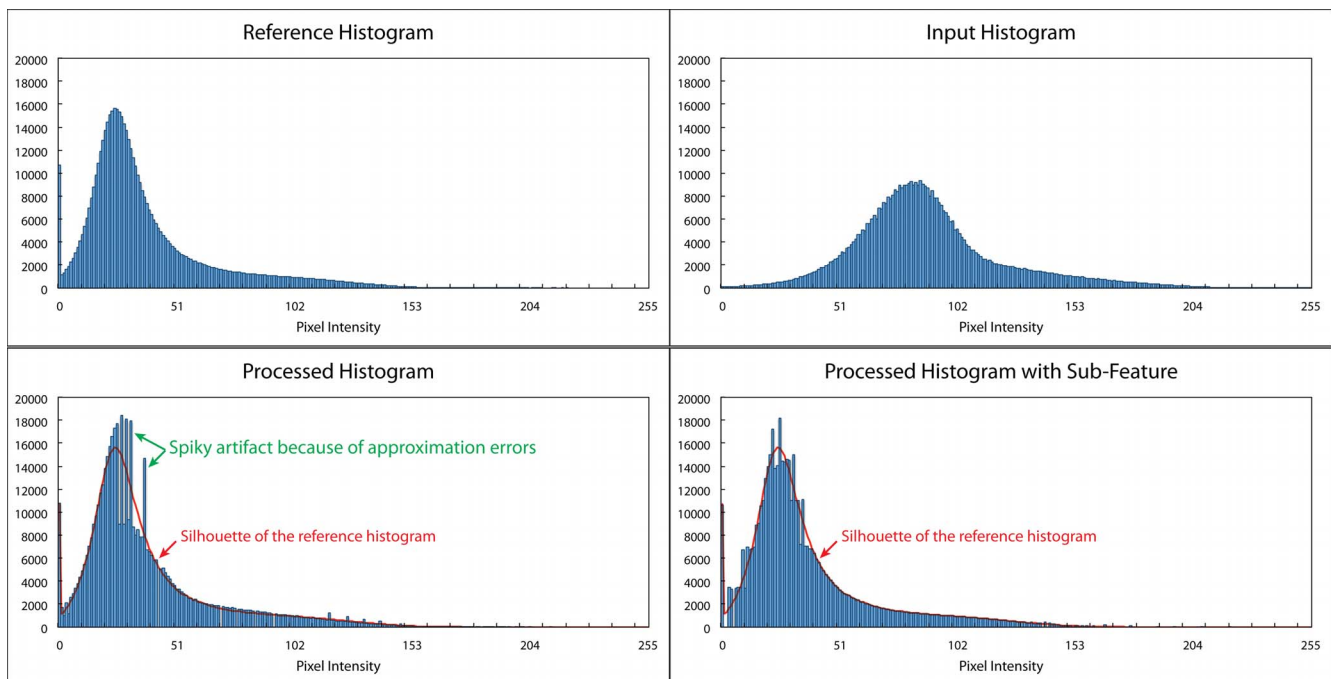 Reference Histogram
20000
18000
16000
14000
12000
10000
8000
6000
4000
2000
0
0 51 102 153 204 255
Pixel Intensity
Input Histogram
20000
18000
16000
14000
12000
10000
8000
6000
4000
2000
0
0 51 102 153 204 255
Pixel Intensity
Processed Histogram
20000
18000
16000
14000
12000
10000
8000
6000
4000
2000
0
Spiky artifact because of approximation errors
Silhouette of the reference histogram
0 51 102 153 204 255
Pixel Intensity
Processed Histogram with Sub-Feature
20000
18000
16000
14000
12000
10000
8000
6000
4000
2000
0
Silhouette of the reference histogram
0 51 102 153 204 255
Pixel Intensity